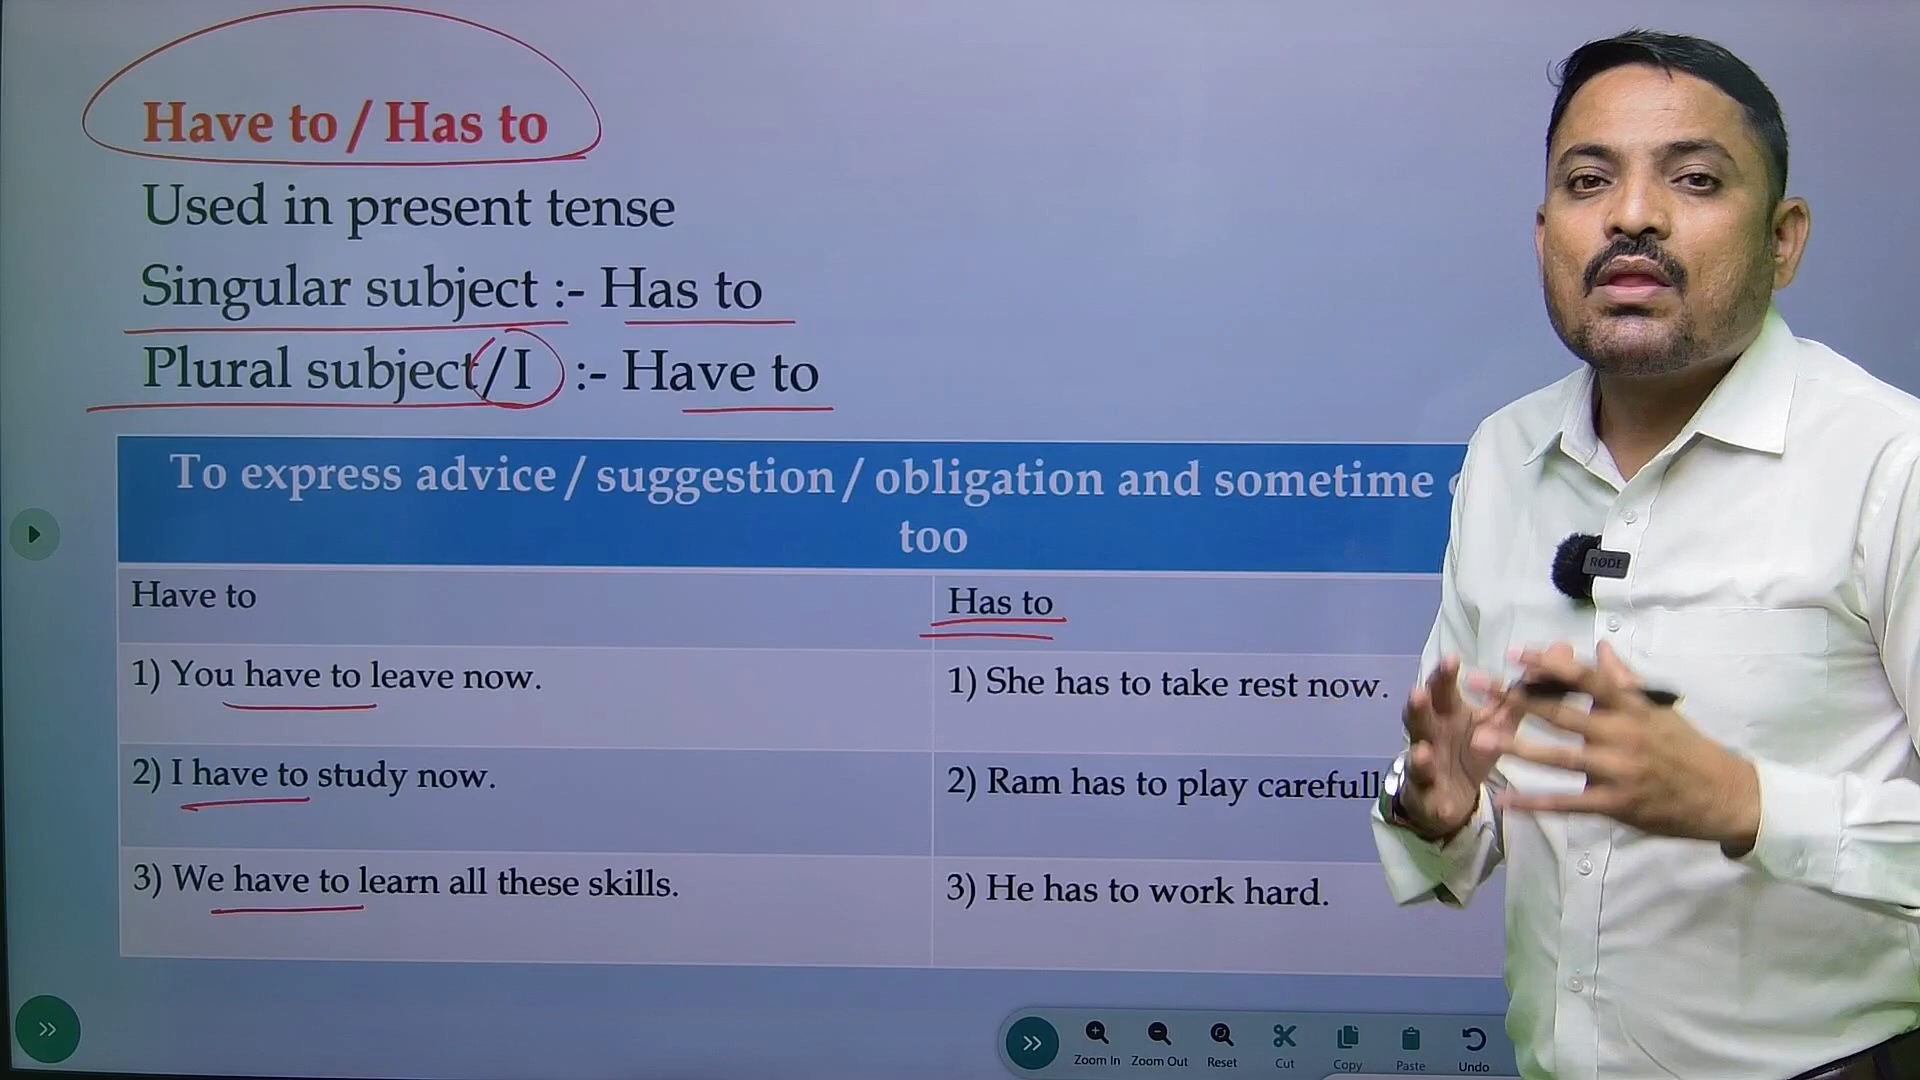 Have to / Has to
Used in present tense
Singular subject :- Has to
Plural subject/I :- Have to
To express advice / suggestion / obligation and sometime
too
Have to
Has to
1) You have to leave now.
1) She has to take rest now.
2) I have to study now.
2) Ram has to play carefull
3) We have to learn all these skills.
3) He has to work hard.
RØDE
Zoom In Zoom Out Reset Cut Copy Paste Undo